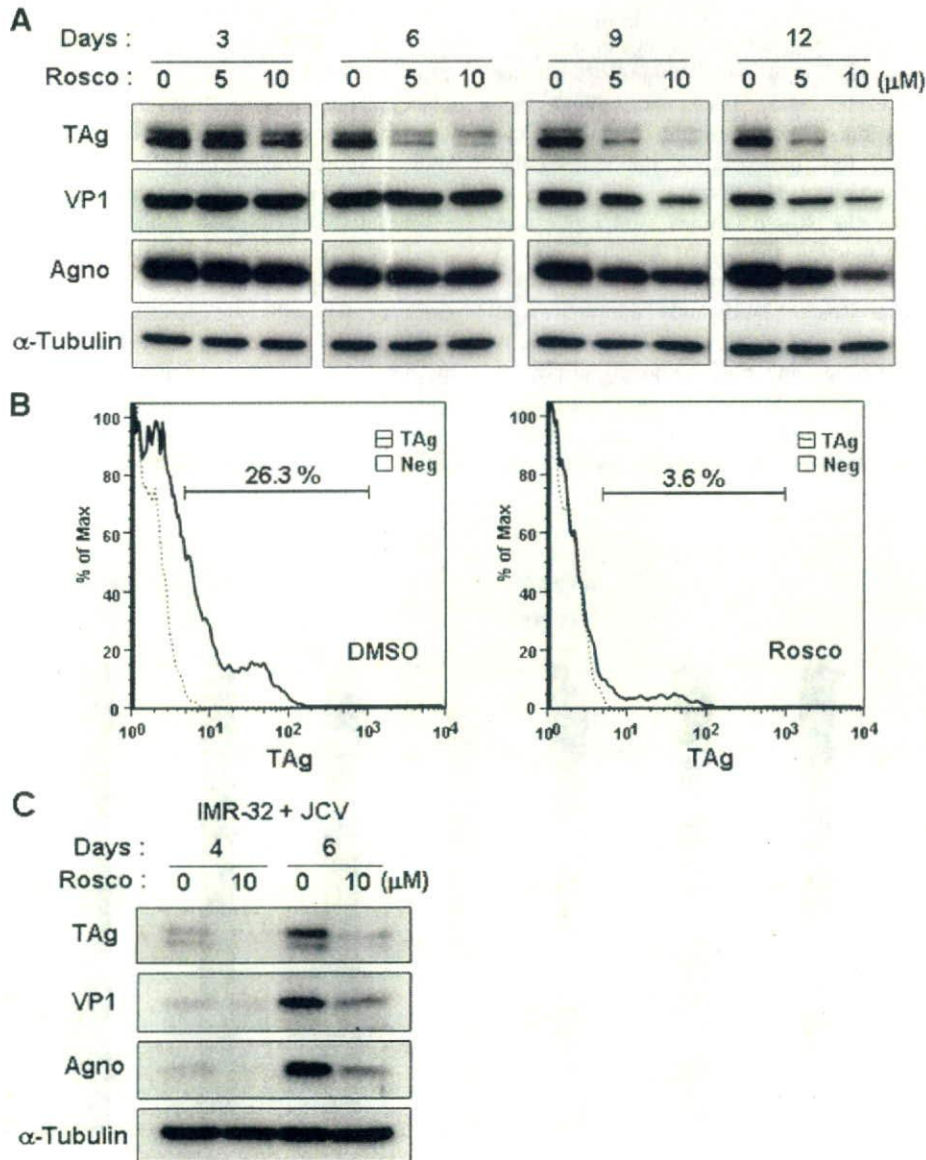 A
Days : 3 6 9 12
Rosco : 0 5 10 0 5 10 0 5 10 0 5 10 (μM)
TAg
VP1
Agno
α-Tubulin
B
100
80
60
40
20
0
% of Max
TAg
Neg
26.3 %
DMSO
10⁰ 10¹ 10² 10³ 10⁴
TAg
100
80
60
40
20
0
% of Max
TAg
Neg
3.6 %
Rosco
10⁰ 10¹ 10² 10³ 10⁴
TAg
C
IMR-32 + JCV
Days : 4 6
Rosco : 0 10 0 10 (μM)
TAg
VP1
Agno
α-Tubulin